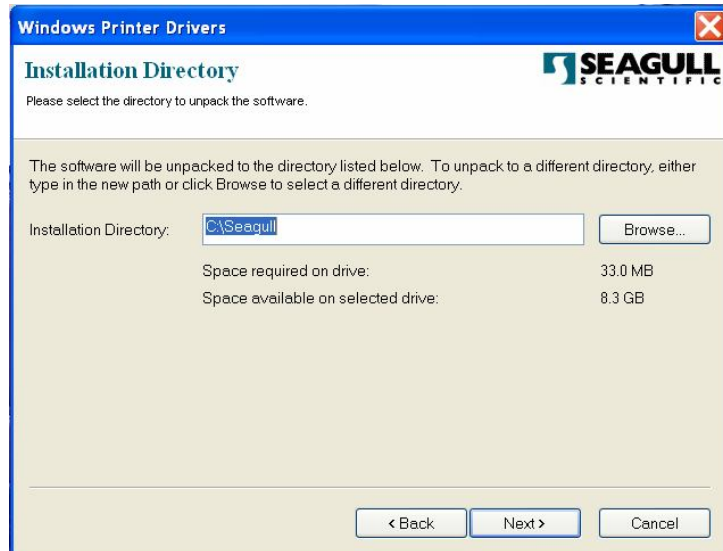 Windows Printer Drivers
Installation Directory
SEAGULL
SCIENTIFIC
Please select the directory to unpack the software.
The software will be unpacked to the directory listed below. To unpack to a different directory, either
type in the new path or click Browse to select a different directory.
Installation Directory: C:\Seagull Browse...
Space required on drive: 33.0 MB
Space available on selected drive: 8.3 GB
< Back Next > Cancel